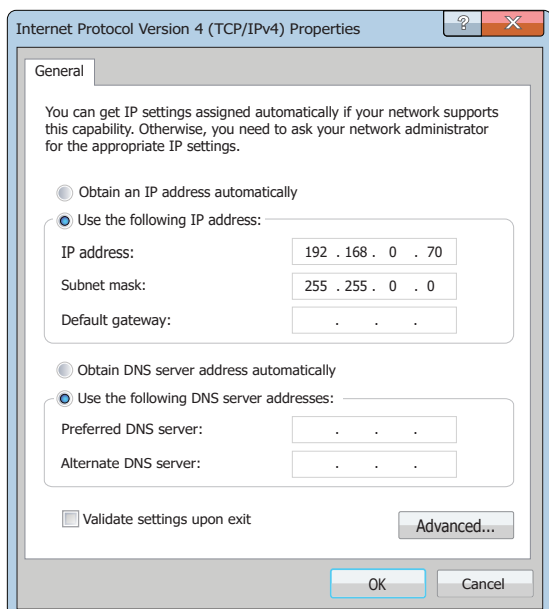 Internet Protocol Version 4 (TCP/IPv4) Properties
? X
General
You can get IP settings assigned automatically if your network supports
this capability. Otherwise, you need to ask your network administrator
for the appropriate IP settings.
Obtain an IP address automatically
Use the following IP address:
IP address: 192 . 168 . 0 . 70
Subnet mask: 255 . 255 . 0 . 0
Default gateway: . . .
Obtain DNS server address automatically
Use the following DNS server addresses:
Preferred DNS server: . . .
Alternate DNS server: . . .
Validate settings upon exit
Advanced...
OK Cancel